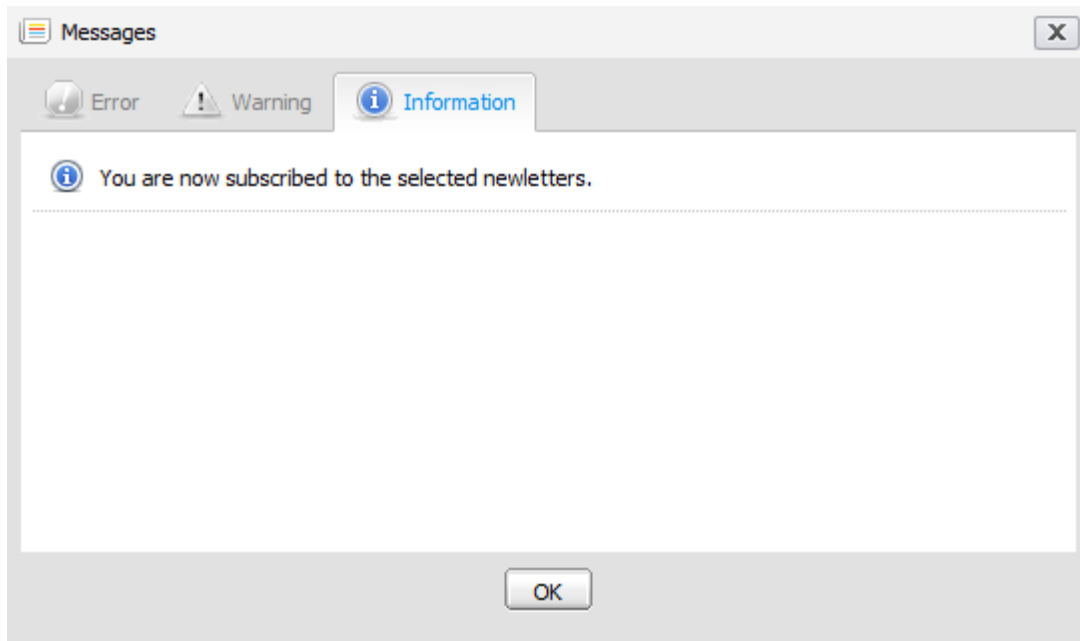 Messages
Error Warning Information
You are now subscribed to the selected newletters.
OK